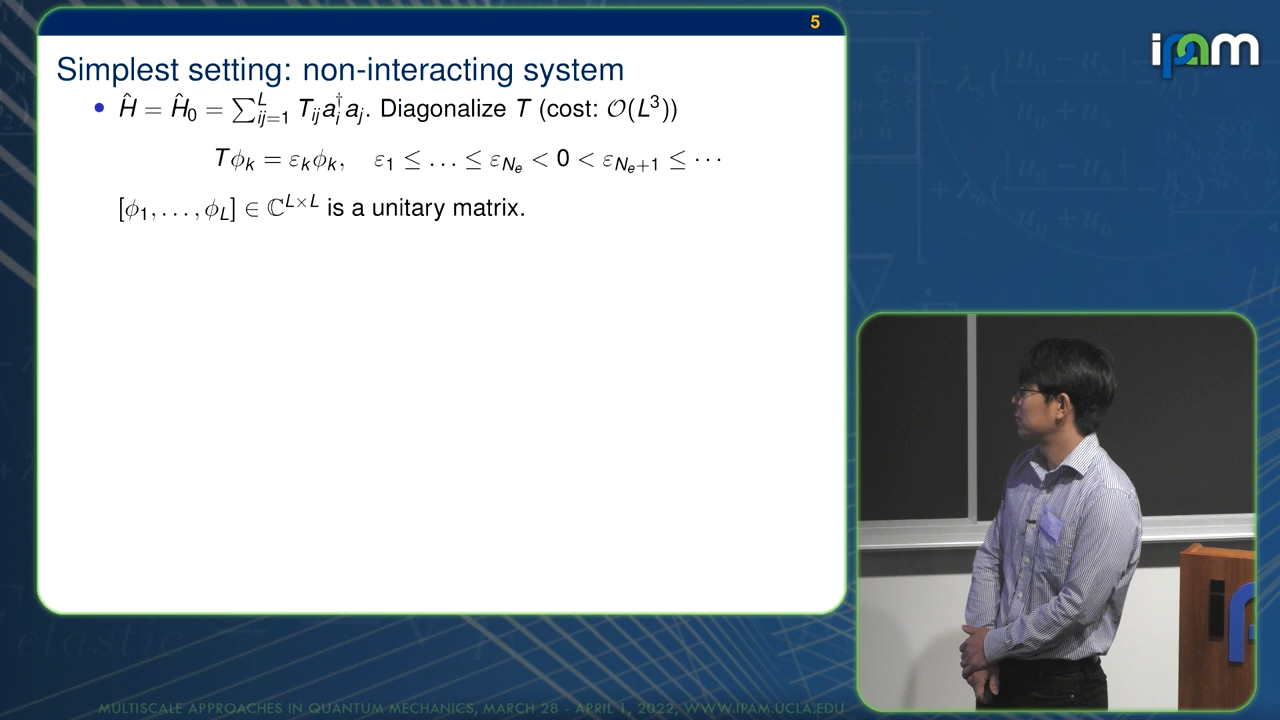 5
ipam
Simplest setting: non-interacting system
• Ĥ = Ĥ₀ = ∑ᴸᵢⱼ₌₁ Tᵢⱼaᵢ†aⱼ. Diagonalize T (cost: 𝒪(L³))
Tϕₖ = εₖϕₖ, ε₁ ≤ … ≤ ε_{Nₑ} < 0 < ε_{Nₑ+1} ≤ ⋯
[ϕ₁, …, ϕ_L] ∈ ℂ^{L×L} is a unitary matrix.
MULTISCALE APPROACHES IN QUANTUM MECHANICS, MARCH 28 - APRIL 1, 2022, WWW.IPAM.UCLA.EDU